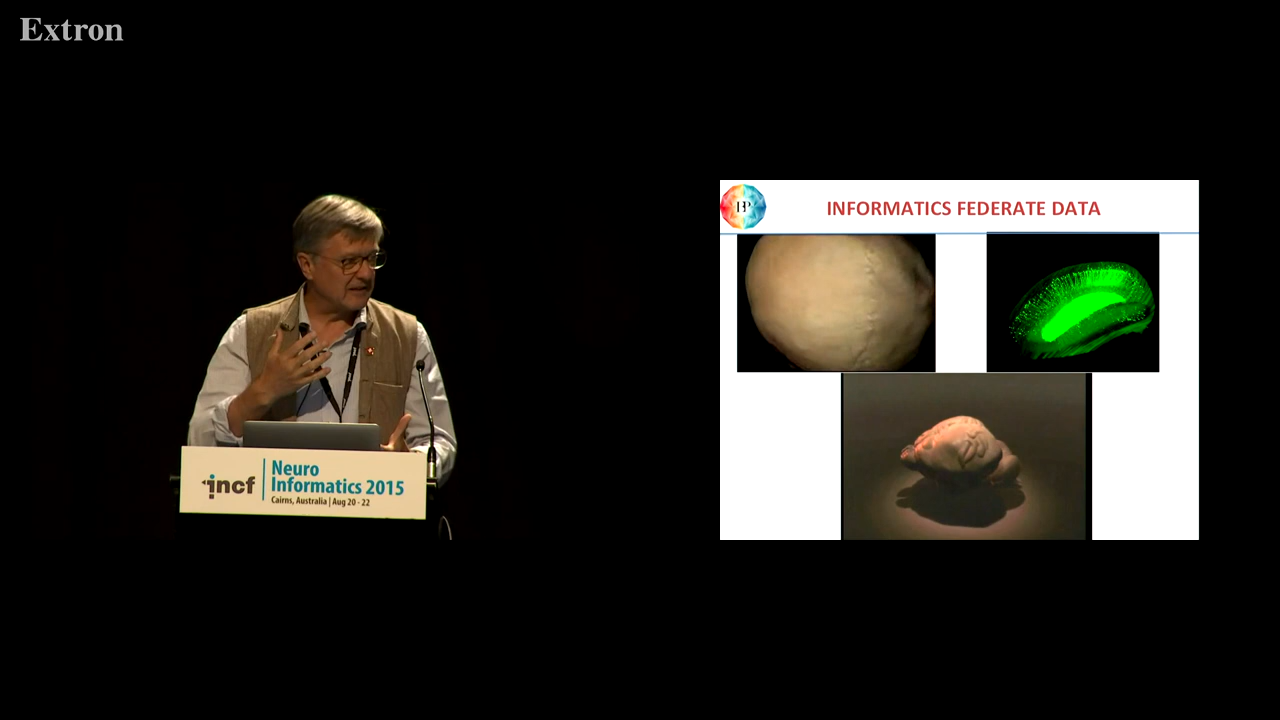 Extron
incf
Neuro
Informatics 2015
Cairns, Australia | Aug 20 - 22
INFORMATICS FEDERATE DATA